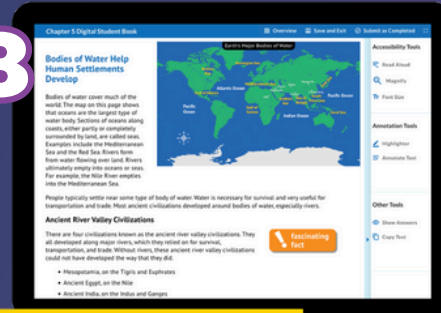 3
Chapter 5 Digital Student Book
Overview
Save and Exit
Submit as Completed
Bodies of Water Help
Human Settlements
Develop
Bodies of water cover much of the
world. The map on this page shows
that oceans are the largest type of
water body. Sections of oceans along
coasts, either partly or completely
surrounded by land, are called seas.
Examples include the Mediterranean
Sea and the Red Sea. Rivers form
from water flowing over land. Rivers
ultimately empty into oceans or seas.
For example, the Nile River empties
into the Mediterranean Sea.
Earth's Major Bodies of Water
Atlantic Ocean
Pacific
Ocean
Pacific
Ocean
Indian Ocean
People typically settle near some type of body of water. Water is necessary for survival and very useful for
transportation and trade. Most ancient civilizations developed around bodies of water, especially rivers.
Ancient River Valley Civilizations
There are four civilizations known as the ancient river valley civilizations. They
all developed along major rivers, which they relied on for survival,
transportation, and trade. Without rivers, these ancient river valley civilizations
could not have developed the way that they did.
• Mesopotamia, on the Tigris and Euphrates
• Ancient Egypt, on the Nile
• Ancient India, on the Indus and Ganges
! fascinating
fact
Accessibility Tools
Read Aloud
Magnify
Font Size
Annotation Tools
Highlighter
Annotate Text
Other Tools
Show Answers
Copy Text